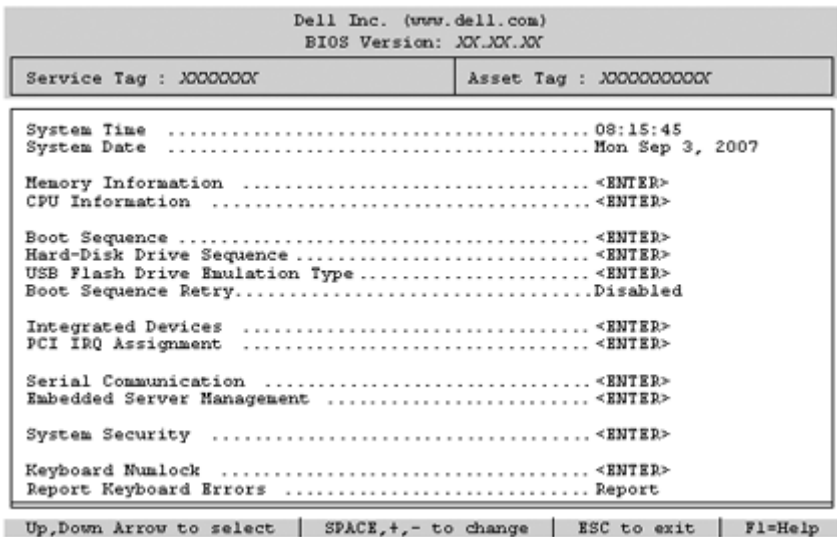 Dell Inc. (www.dell.com)
BIOS Version: XX.XX.XX
Service Tag : XXXXXXX Asset Tag : XXXXXXXXXX
System Time ........................................ 08:15:45
System Date ........................................ Mon Sep 3, 2007
Memory Information ................................. <ENTER>
CPU Information .................................... <ENTER>
Boot Sequence ....................................... <ENTER>
Hard-Disk Drive Sequence ............................ <ENTER>
USB Flash Drive Emulation Type ...................... <ENTER>
Boot Sequence Retry.................................. Disabled
Integrated Devices ................................. <ENTER>
PCI IRQ Assignment ................................. <ENTER>
Serial Communication ............................... <ENTER>
Embedded Server Management ......................... <ENTER>
System Security .................................... <ENTER>
Keyboard Numlock ................................... <ENTER>
Report Keyboard Errors ............................. Report
Up,Down Arrow to select SPACE,+,- to change ESC to exit F1=Help